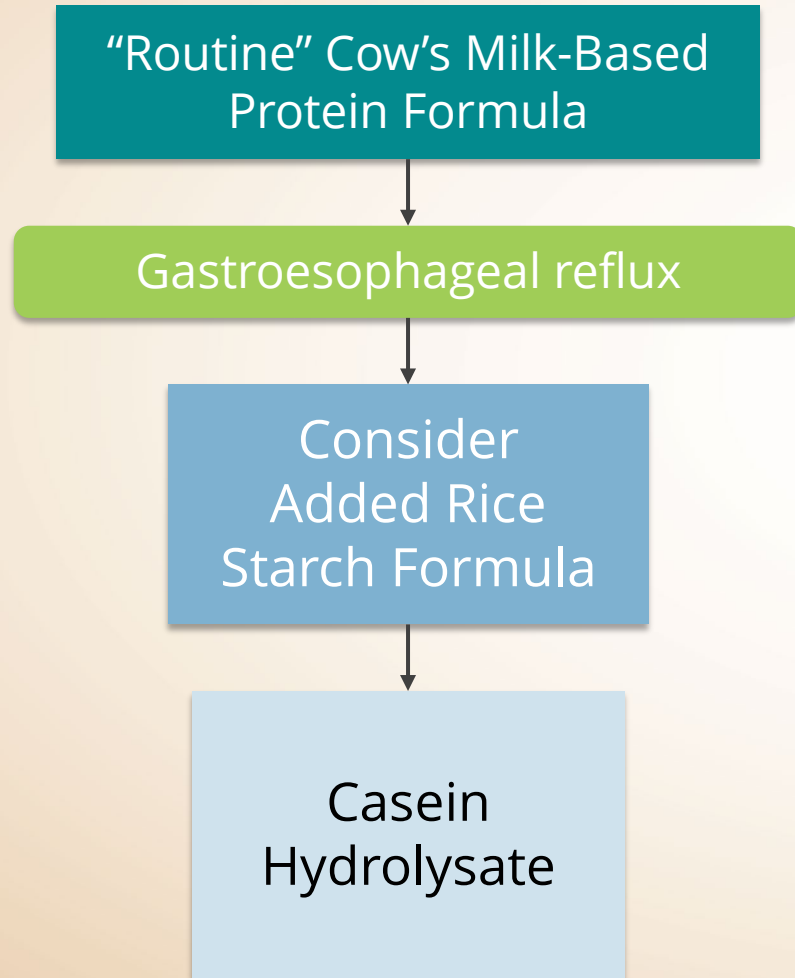 “Routine” Cow’s Milk-Based
Protein Formula
Gastroesophageal reflux
Consider
Added Rice
Starch Formula
Casein
Hydrolysate